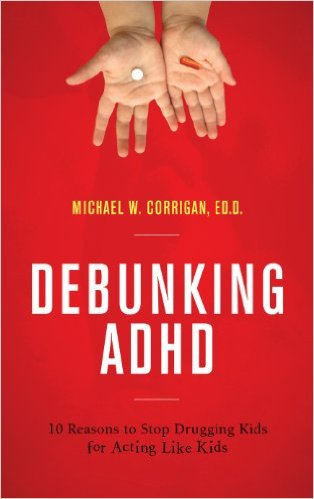 MICHAEL W. CORRIGAN, ED.D.
DEBUNKING
ADHD
10 Reasons to Stop Drugging Kids
for Acting Like Kids